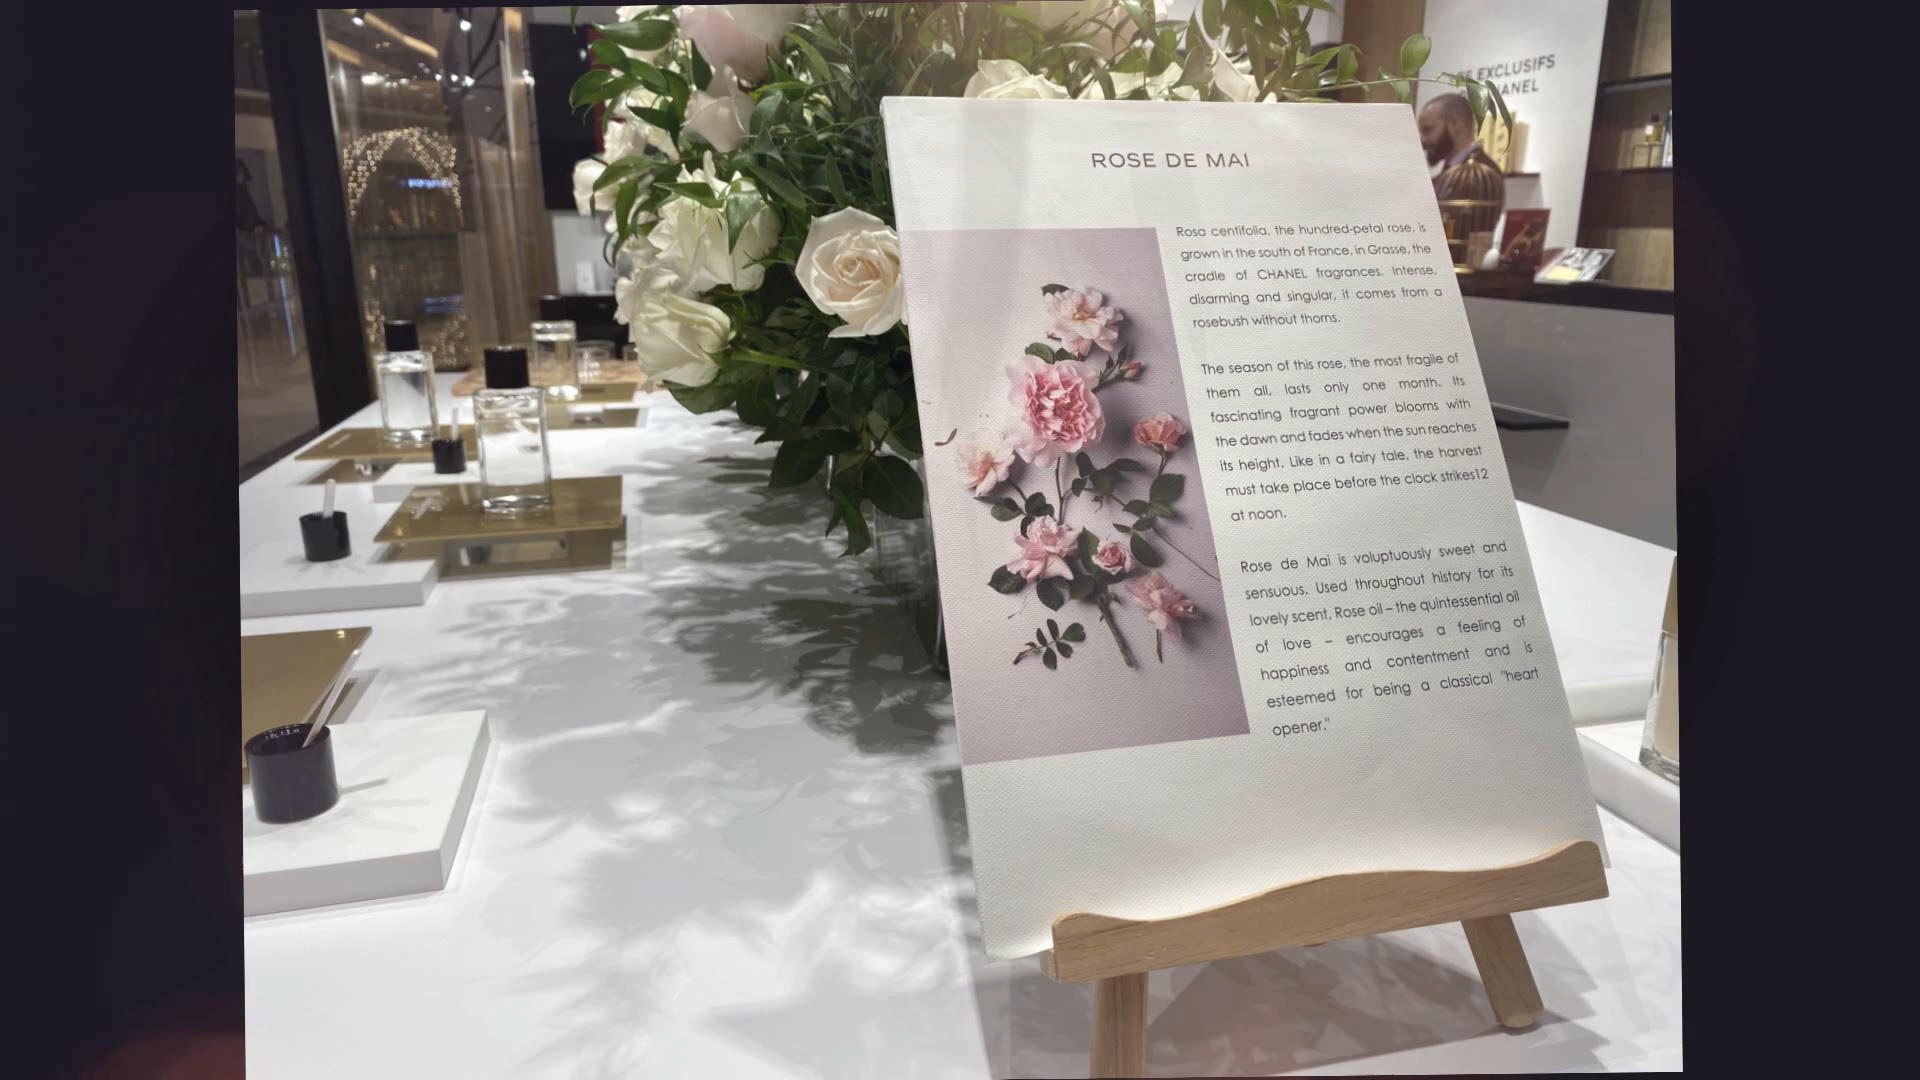 EXCLUSIFS
ROSE DE MAI
Rosa centifolia, the hundred-petal rose, is
grown in the south of France, in Grasse, the
cradle of CHANEL fragrances. Intense,
disarming and singular, it comes from a
rosebush without thorns.
The season of this rose, the most fragile of
them all, lasts only one month. Its
fascinating fragrant power blooms with
the dawn and fades when the sun reaches
its height. Like in a fairy tale, the harvest
must take place before the clock strikes12
at noon.
Rose de Mai is voluptuously sweet and
sensuous. Used throughout history for its
lovely scent, Rose oil – the quintessential oil
of love – encourages a feeling of
happiness and contentment and is
esteemed for being a classical "heart
opener."